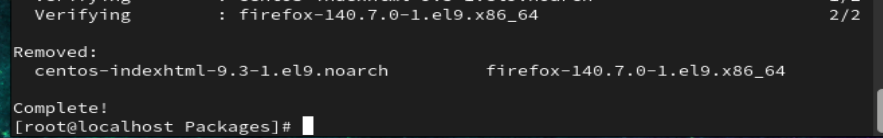 Verifying        : firefox-140.7.0-1.el9.x86_64        2/2
Removed:
centos-indexhtml-9.3-1.el9.noarch        firefox-140.7.0-1.el9.x86_64
Complete!
[root@localhost Packages]#